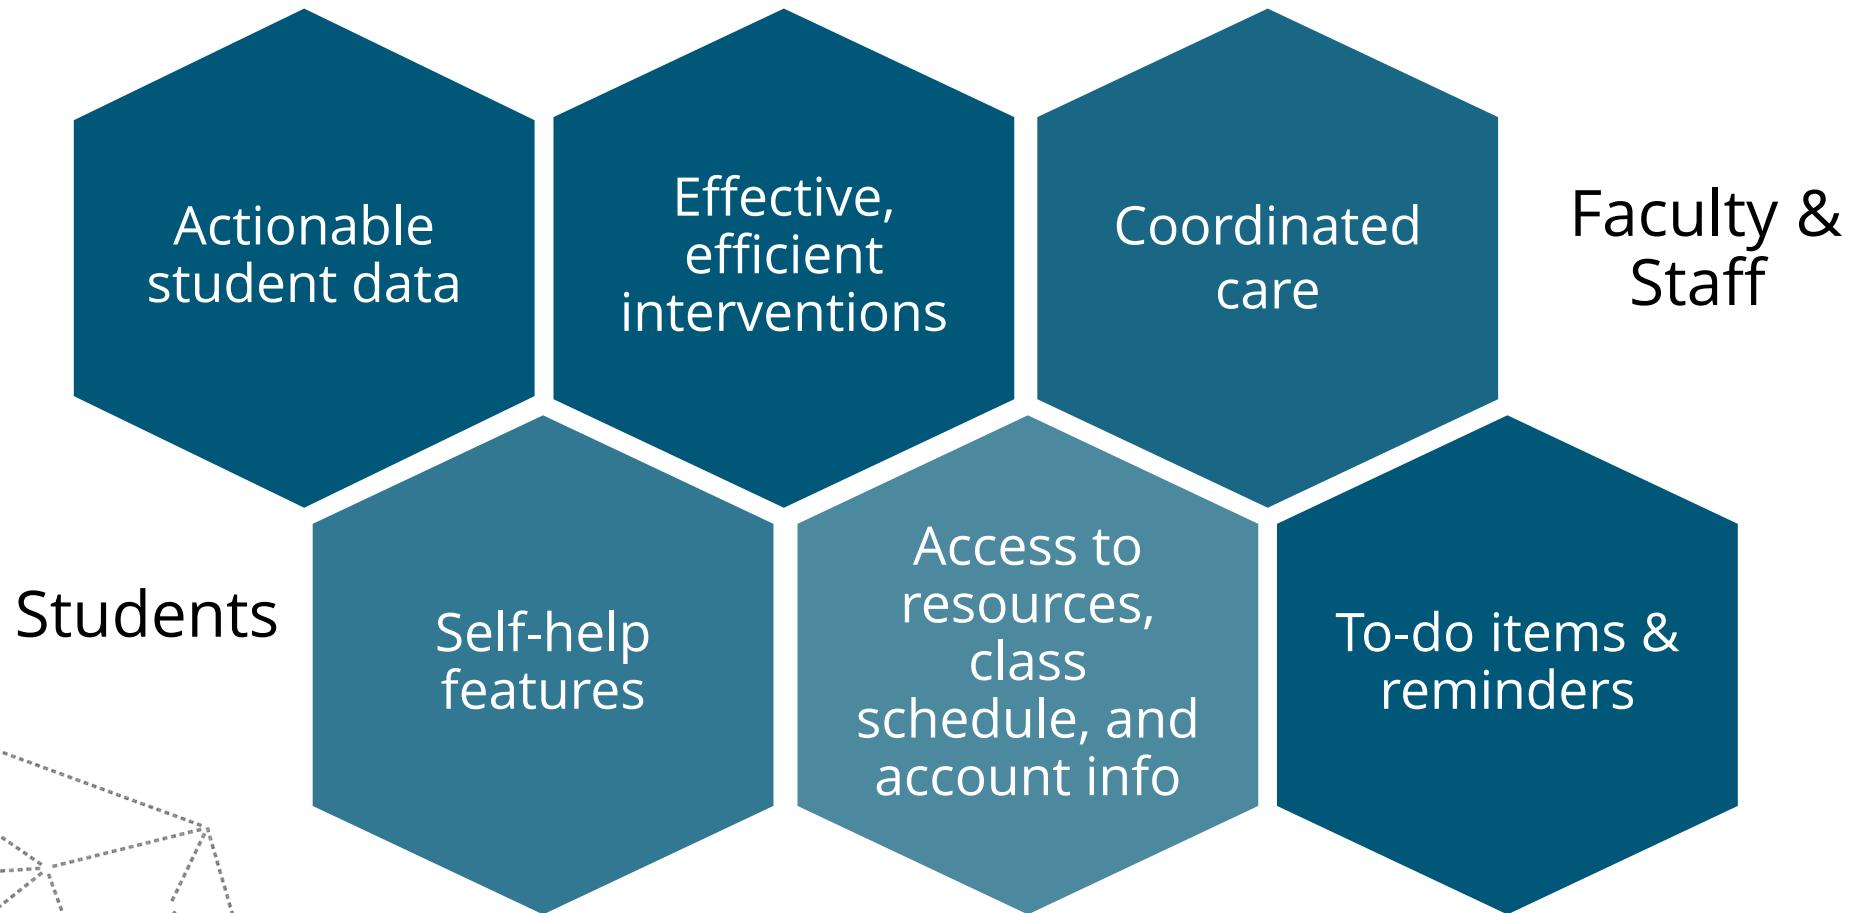 Actionable
student data
Effective,
efficient
interventions
Coordinated
care
Faculty &
Staff
Students
Self-help
features
Access to
resources,
class
schedule, and
account info
To-do items &
reminders